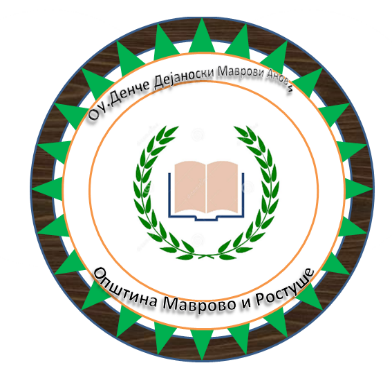 Оу.Денче Дејаноски Маврови Анови,
Општина Маврово и Ростуше